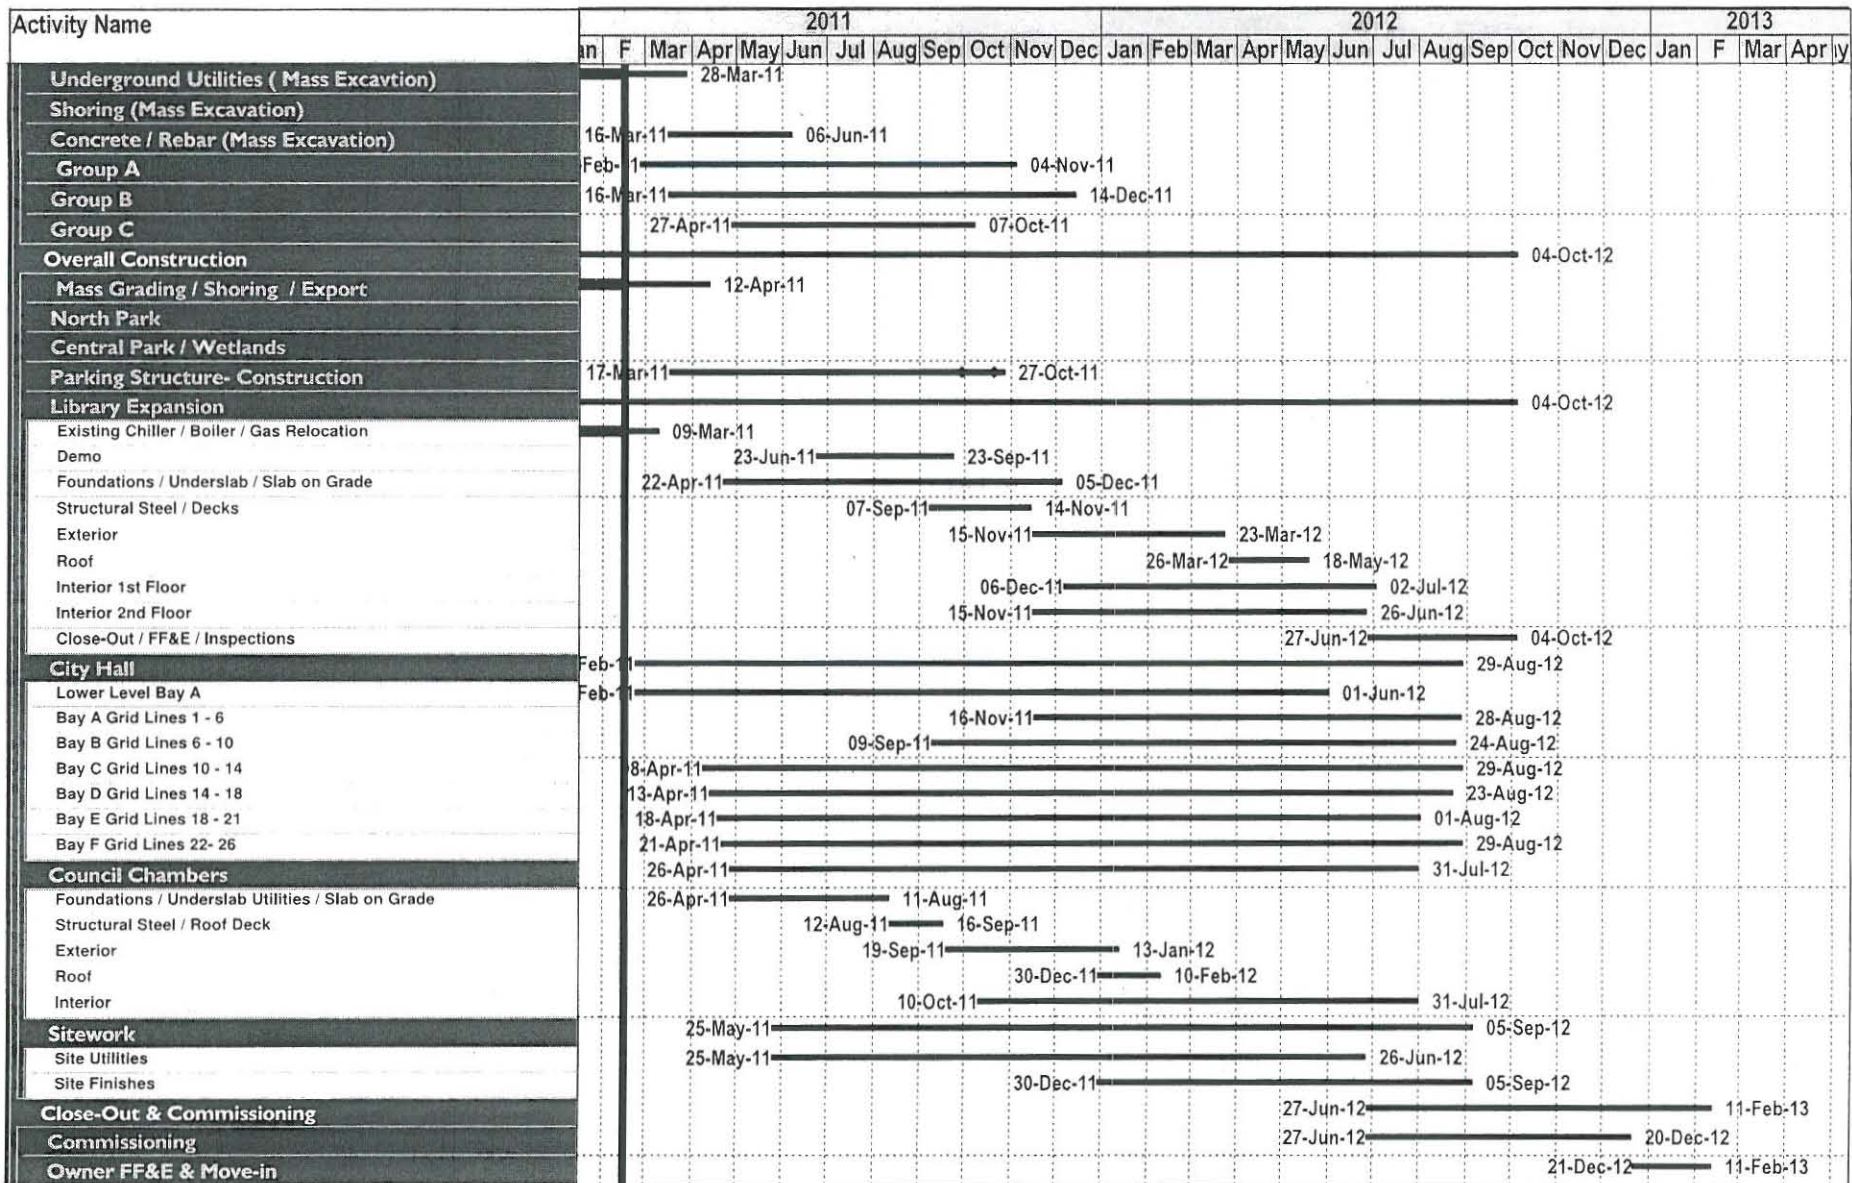 Activity Name 2011 2012 2013
an F Mar Apr May Jun Jul Aug Sep Oct Nov Dec Jan Feb Mar Apr May Jun Jul Aug Sep Oct Nov Dec Jan F Mar Apr y
Underground Utilities ( Mass Excavtion) 28-Mar-11
Shoring (Mass Excavation)
Concrete / Rebar (Mass Excavation) 16-Mar-11 06-Jun-11
Group A Feb-11 04-Nov-11
Group B 16-Mar-11 14-Dec-11
Group C 27-Apr-11 07-Oct-11
Overall Construction 04-Oct-12
Mass Grading / Shoring / Export 12-Apr-11
North Park
Central Park / Wetlands
Parking Structure- Construction 17-Mar-11 27-Oct-11
Library Expansion 04-Oct-12
Existing Chiller / Boiler / Gas Relocation 09-Mar-11
Demo 23-Jun-11 23-Sep-11
Foundations / Underslab / Slab on Grade 22-Apr-11 05-Dec-11
Structural Steel / Decks 07-Sep-11 14-Nov-11
Exterior 15-Nov-11 23-Mar-12
Roof 26-Mar-12 18-May-12
Interior 1st Floor 06-Dec-11 02-Jul-12
Interior 2nd Floor 15-Nov-11 26-Jun-12
Close-Out / FF&E / Inspections 27-Jun-12 04-Oct-12
City Hall Feb-11 29-Aug-12
Lower Level Bay A Feb-11 01-Jun-12
Bay A Grid Lines 1 - 6 16-Nov-11 28-Aug-12
Bay B Grid Lines 6 - 10 09-Sep-11 24-Aug-12
Bay C Grid Lines 10 - 14 8-Apr-11 29-Aug-12
Bay D Grid Lines 14 - 18 13-Apr-11 23-Aug-12
Bay E Grid Lines 18 - 21 18-Apr-11 01-Aug-12
Bay F Grid Lines 22- 26 21-Apr-11 29-Aug-12
Council Chambers 26-Apr-11 31-Jul-12
Foundations / Underslab Utilities / Slab on Grade 26-Apr-11 11-Aug-11
Structural Steel / Roof Deck 12-Aug-11 16-Sep-11
Exterior 19-Sep-11 13-Jan-12
Roof 30-Dec-11 10-Feb-12
Interior 10-Oct-11 31-Jul-12
Sitework 25-May-11 05-Sep-12
Site Utilities 25-May-11 26-Jun-12
Site Finishes 30-Dec-11 05-Sep-12
Close-Out & Commissioning 27-Jun-12 11-Feb-13
Commissioning 27-Jun-12 20-Dec-12
Owner FF&E & Move-in 21-Dec-12 11-Feb-13